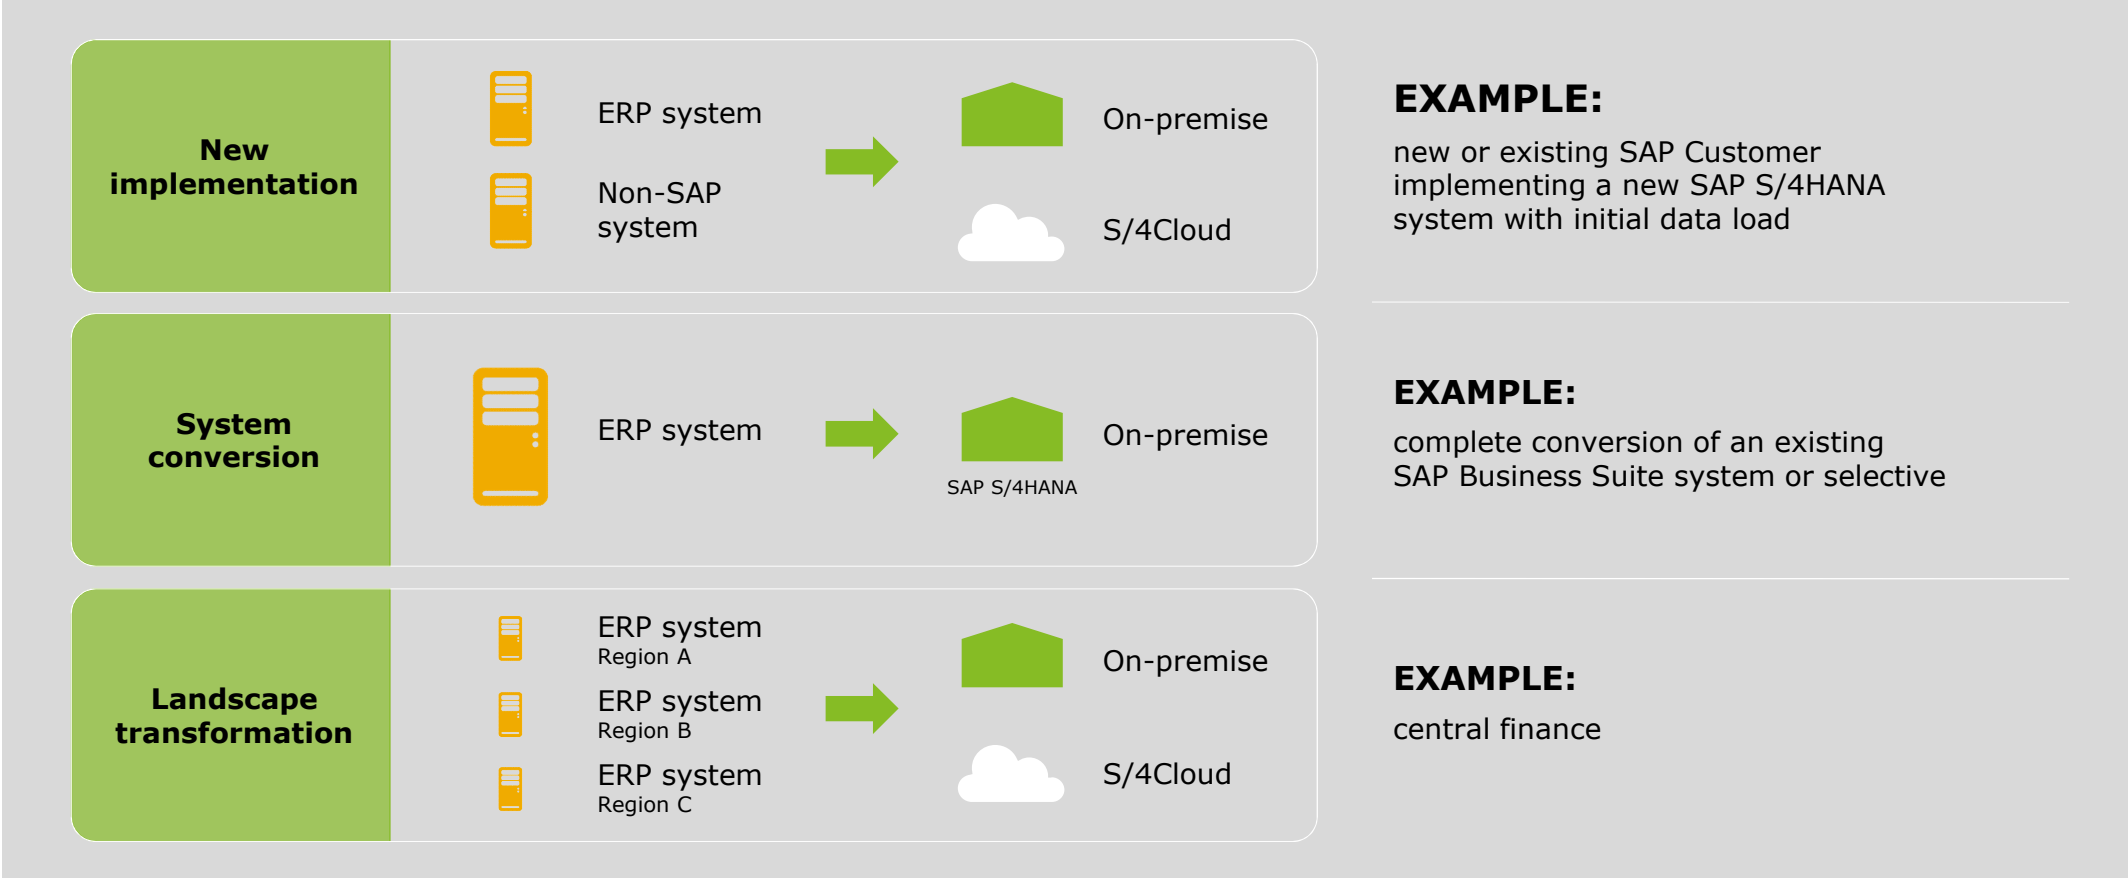 New
implementation
ERP system
Non-SAP
system
On-premise
S/4Cloud
EXAMPLE:
new or existing SAP Customer
implementing a new SAP S/4HANA
system with initial data load
System
conversion
ERP system
SAP S/4HANA
On-premise
EXAMPLE:
complete conversion of an existing
SAP Business Suite system or selective
Landscape
transformation
ERP system
Region A
ERP system
Region B
ERP system
Region C
On-premise
S/4Cloud
EXAMPLE:
central finance